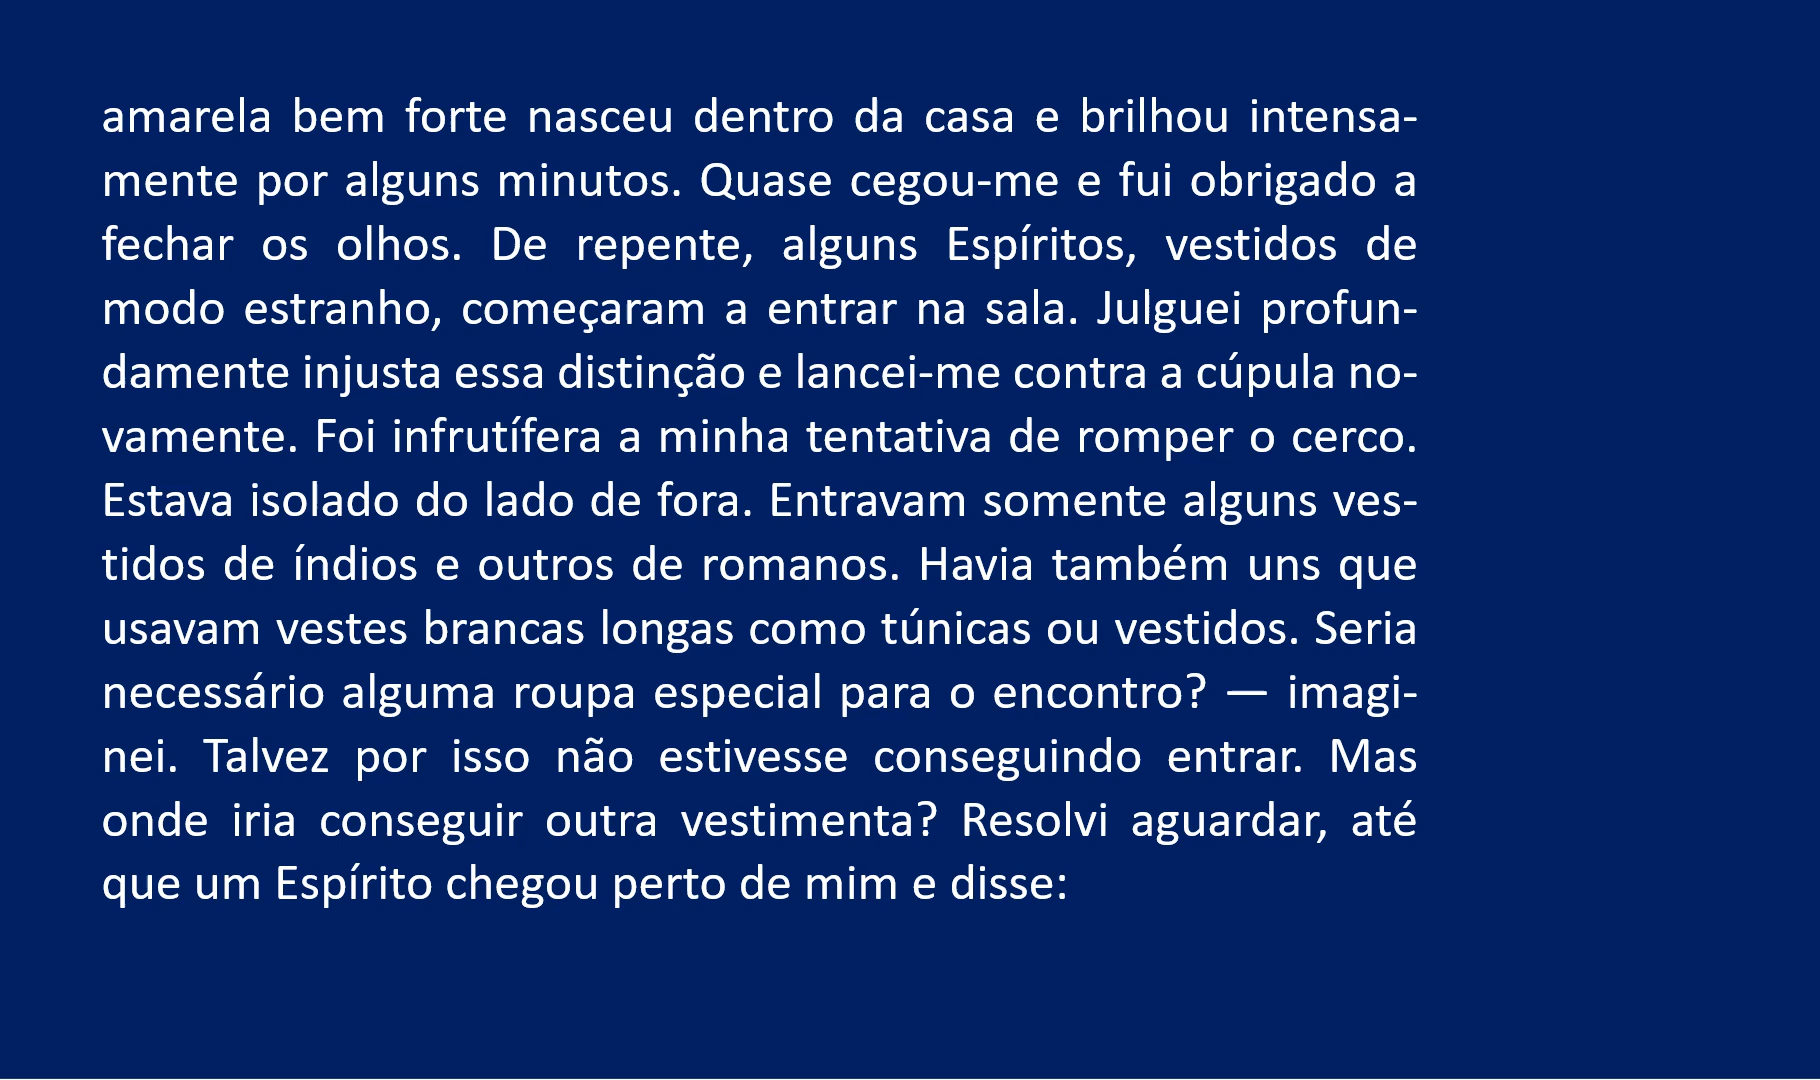 amarela bem forte nasceu dentro da casa e brilhou intensa-
mente por alguns minutos. Quase cegou-me e fui obrigado a
fechar os olhos. De repente, alguns Espíritos, vestidos de
modo estranho, começaram a entrar na sala. Julguei profun-
damente injusta essa distinção e lancei-me contra a cúpula no-
vamente. Foi infrutífera a minha tentativa de romper o cerco.
Estava isolado do lado de fora. Entravam somente alguns ves-
tidos de índios e outros de romanos. Havia também uns que
usavam vestes brancas longas como túnicas ou vestidos. Seria
necessário alguma roupa especial para o encontro? — imagi-
nei. Talvez por isso não estivesse conseguindo entrar. Mas
onde iria conseguir outra vestimenta? Resolvi aguardar, até
que um Espírito chegou perto de mim e disse: